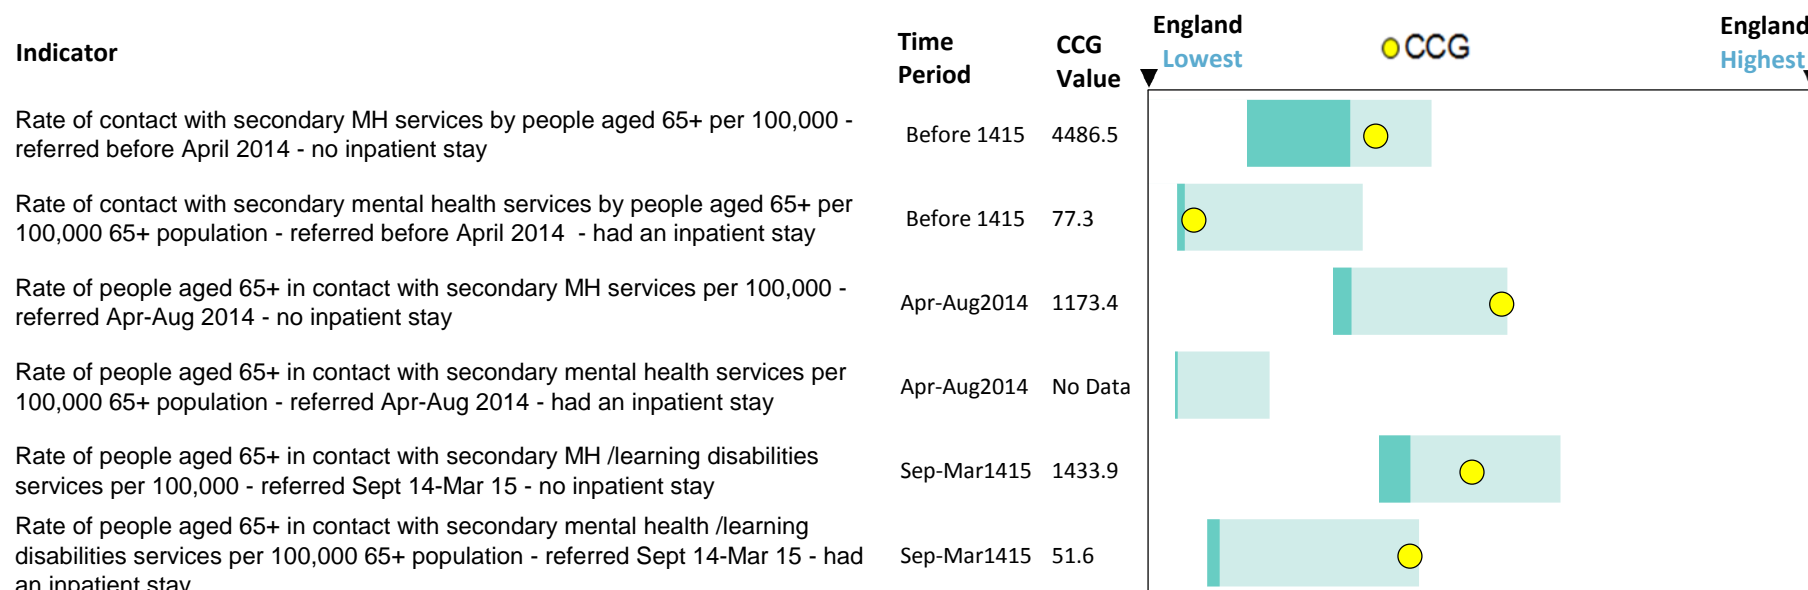 Indicator
Time
Period
CCG
Value
England
Lowest
CCG
England
Highest
Rate of contact with secondary MH services by people aged 65+ per 100,000 -
referred before April 2014 - no inpatient stay
Before 1415
4486.5
Rate of contact with secondary mental health services by people aged 65+ per
100,000 65+ population - referred before April 2014  - had an inpatient stay
Before 1415
77.3
Rate of people aged 65+ in contact with secondary MH services per 100,000 -
referred Apr-Aug 2014 - no inpatient stay
Apr-Aug2014
1173.4
Rate of people aged 65+ in contact with secondary mental health services per
100,000 65+ population - referred Apr-Aug 2014 - had an inpatient stay
Apr-Aug2014
No Data
Rate of people aged 65+ in contact with secondary MH /learning disabilities
services per 100,000 - referred Sept 14-Mar 15 - no inpatient stay
Sep-Mar1415
1433.9
Rate of people aged 65+ in contact with secondary mental health /learning
disabilities services per 100,000 65+ population - referred Sept 14-Mar 15 - had
an inpatient stay
Sep-Mar1415
51.6